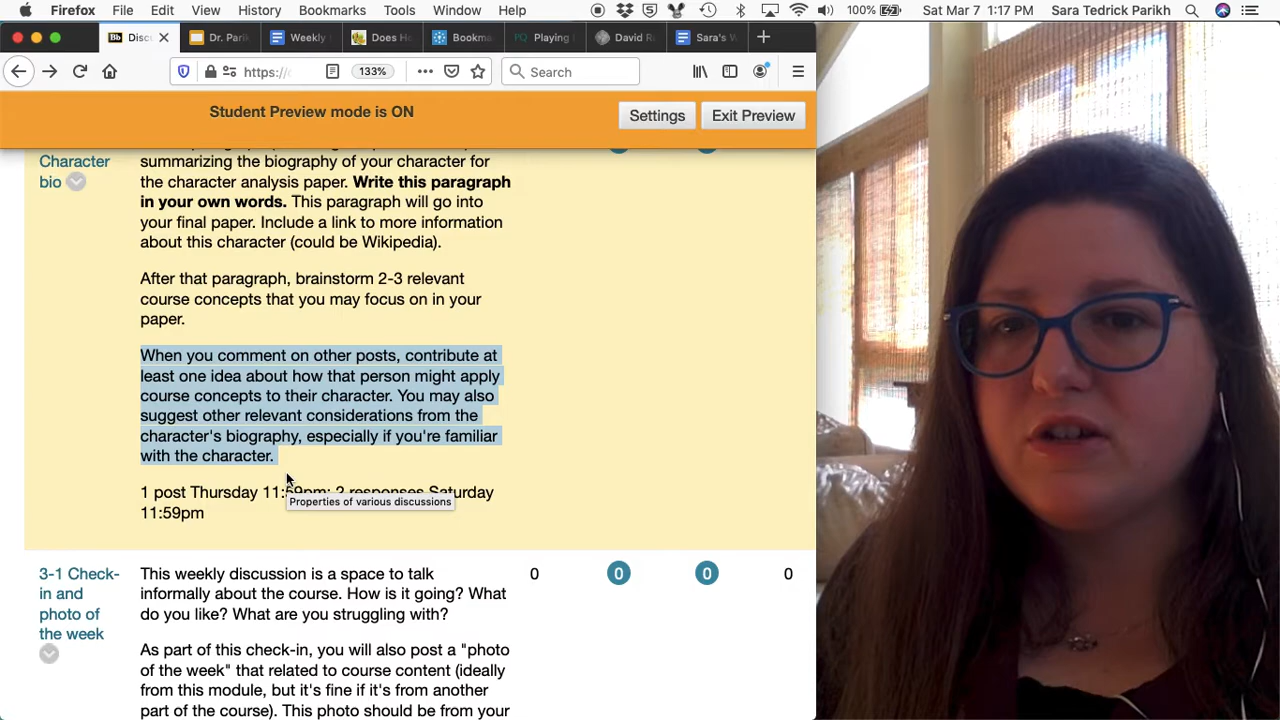 Firefox File Edit View History Bookmarks Tools Window Help 100% Sat Mar 7 1:17 PM Sara Tedrick Parikh
Bb Disc Dr. Parik Weekly Does He Bookma PQ Playing David R Sara's W
https:// 133% Search
Student Preview mode is ON Settings Exit Preview
Character bio
summarizing the biography of your character for
the character analysis paper. Write this paragraph
in your own words. This paragraph will go into
your final paper. Include a link to more information
about this character (could be Wikipedia).
After that paragraph, brainstorm 2-3 relevant
course concepts that you may focus on in your
paper.
When you comment on other posts, contribute at
least one idea about how that person might apply
course concepts to their character. You may also
suggest other relevant considerations from the
character's biography, especially if you're familiar
with the character.
1 post Thursday 11:59pm; 2 responses Saturday
Properties of various discussions
11:59pm
3-1 Check-
in and
photo of
the week
This weekly discussion is a space to talk 0 0 0 0
informally about the course. How is it going? What
do you like? What are you struggling with?
As part of this check-in, you will also post a "photo
of the week" that related to course content (ideally
from this module, but it's fine if it's from another
part of the course). This photo should be from your